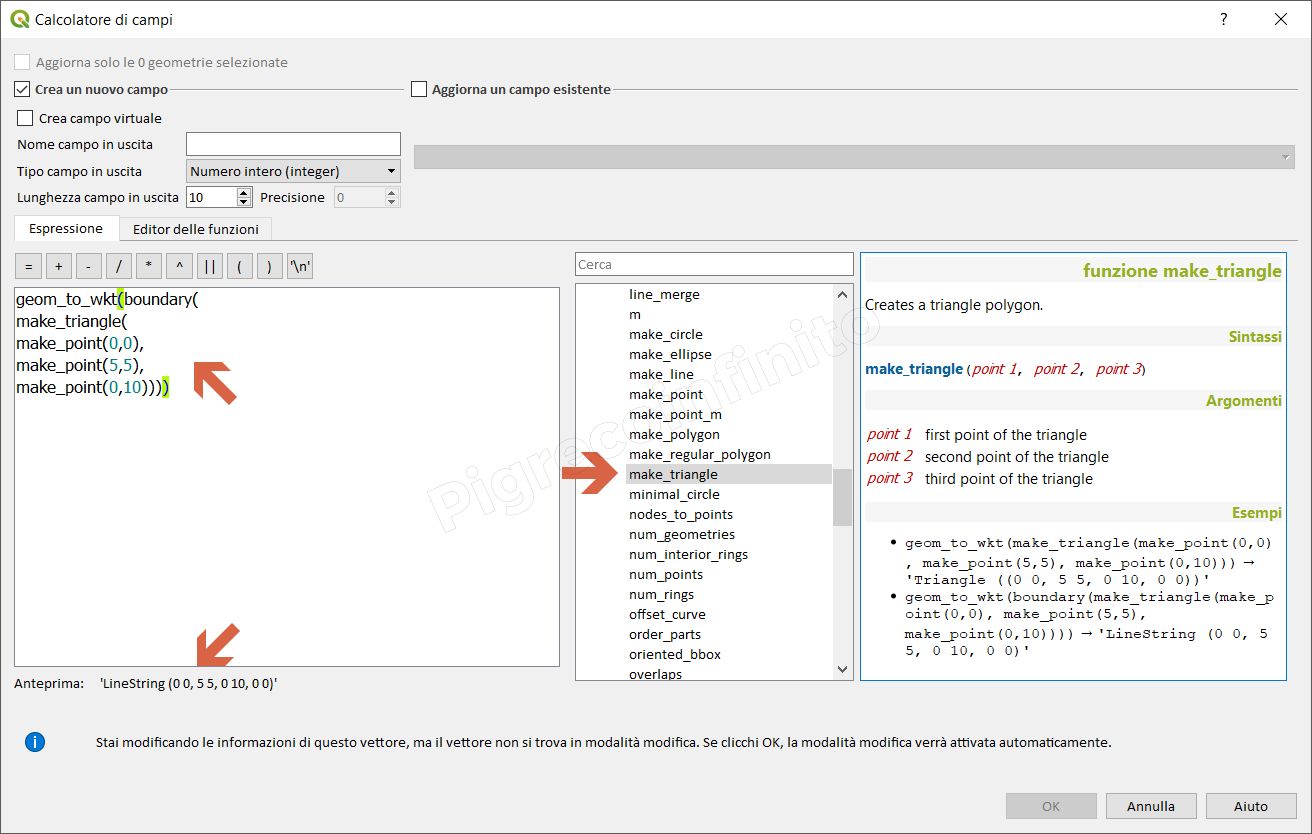 Calcolatore di campi
?
Aggiorna solo le 0 geometrie selezionate
Crea un nuovo campo
Aggiorna un campo esistente
Crea campo virtuale
Nome campo in uscita
Tipo campo in uscita
Numero intero (integer)
Lunghezza campo in uscita 10 Precisione 0
Espressione Editor delle funzioni
= + - / * ^ || ( ) '\n'
geom_to_wkt(boundary(
make_triangle(
make_point(0,0),
make_point(5,5),
make_point(0,10))))
Cerca
line_merge
m
make_circle
make_ellipse
make_line
make_point
make_point_m
make_polygon
make_regular_polygon
make_triangle
minimal_circle
nodes_to_points
num_geometries
num_interior_rings
num_points
num_rings
offset_curve
order_parts
oriented_bbox
overlaps
funzione make_triangle
Creates a triangle polygon.
Sintassi
make_triangle(point 1, point 2, point 3)
Argomenti
point 1 first point of the triangle
point 2 second point of the triangle
point 3 third point of the triangle
Esempi
• geom_to_wkt(make_triangle(make_point(0,0)
, make_point(5,5), make_point(0,10))) →
'Triangle ((0 0, 5 5, 0 10, 0 0))'
• geom_to_wkt(boundary(make_triangle(make_p
oint(0,0), make_point(5,5),
make_point(0,10)))) → 'LineString (0 0, 5
5, 0 10, 0 0)'
Pigrecoinfinito
Anteprima: 'LineString (0 0, 5 5, 0 10, 0 0)'
i
Stai modificando le informazioni di questo vettore, ma il vettore non si trova in modalità modifica. Se clicchi OK, la modalità modifica verrà attivata automaticamente.
OK Annulla Aiuto